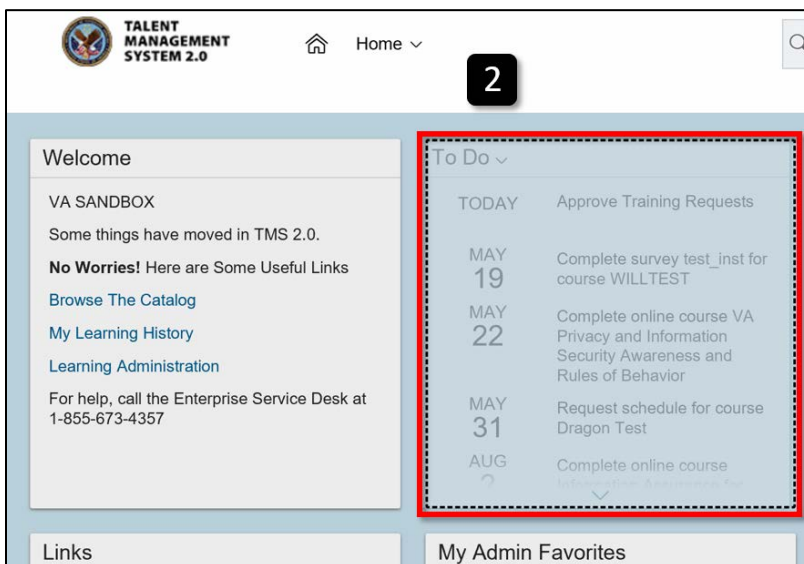 TALENT
MANAGEMENT
SYSTEM 2.0
Home
2
Welcome
VA SANDBOX
Some things have moved in TMS 2.0.
No Worries! Here are Some Useful Links
Browse The Catalog
My Learning History
Learning Administration
For help, call the Enterprise Service Desk at
1-855-673-4357
To Do
TODAY
Approve Training Requests
MAY
19
Complete survey test_inst for
course WILLTEST
MAY
22
Complete online course VA
Privacy and Information
Security Awareness and
Rules of Behavior
MAY
31
Request schedule for course
Dragon Test
AUG
2
Complete online course
Information Assurance for
Links
My Admin Favorites